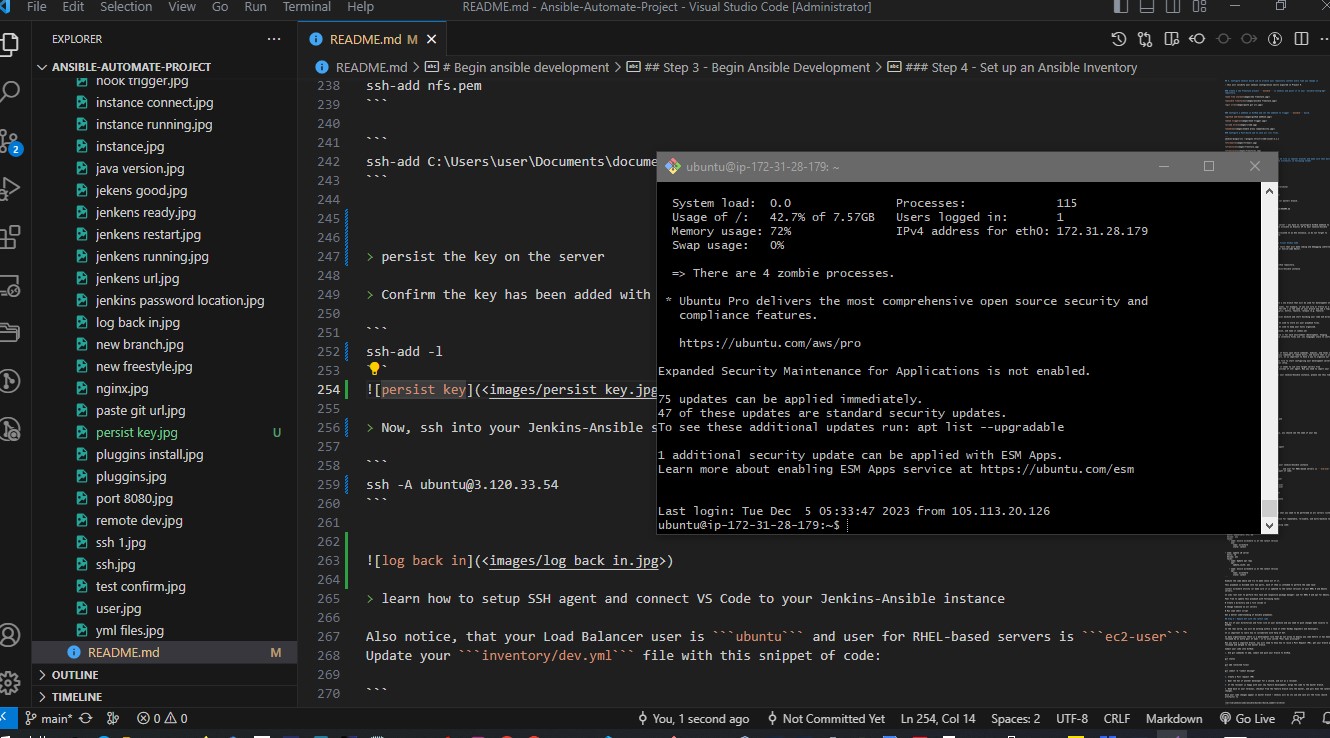 File Edit Selection View Go Run Terminal Help README.md - Ansible-Automate-Project - Visual Studio Code [Administrator]
EXPLORER ...
ANSIBLE-AUTOMATE-PROJECT
hook trigger.jpg
instance connect.jpg
instance running.jpg
instance.jpg
java version.jpg
jekens good.jpg
jenkens ready.jpg
jenkens restart.jpg
jenkens running.jpg
jenkens url.jpg
jenkins password location.jpg
log back in.jpg
new branch.jpg
new freestyle.jpg
nginx.jpg
paste git url.jpg
persist key.jpg U
pluggins install.jpg
pluggins.jpg
port 8080.jpg
remote dev.jpg
ssh 1.jpg
ssh.jpg
test confirm.jpg
user.jpg
yml files.jpg
README.md M
OUTLINE
TIMELINE
2
README.md M
README.md > # Begin ansible development > ## Step 3 - Begin Ansible Development > ### Step 4 - Set up an Ansible Inventory
238 ssh-add nfs.pem
239 ```
240
241 ```
242 ssh-add C:\Users\user\Documents\docume
243 ```
244
245
246
247 > persist the key on the server
248
249 > Confirm the key has been added with
250
251 ```
252 ssh-add -l
253 ```
254 ![persist key](<images/persist key.jpg
255
256 > Now, ssh into your Jenkins-Ansible s
257
258 ```
259 ssh -A ubuntu@3.120.33.54
260 ```
261
262
263 ![log back in](<images/log back in.jpg>)
264
265 > learn how to setup SSH agent and connect VS Code to your Jenkins-Ansible instance
266
267 Also notice, that your Load Balancer user is ```ubuntu``` and user for RHEL-based servers is ```ec2-user```
268 Update your ```inventory/dev.yml``` file with this snippet of code:
269
270 ```
ubuntu@ip-172-31-28-179: ~
System load: 0.0 Processes: 115
Usage of /: 42.7% of 7.57GB Users logged in: 1
Memory usage: 72% IPv4 address for eth0: 172.31.28.179
Swap usage: 0%
=> There are 4 zombie processes.
* Ubuntu Pro delivers the most comprehensive open source security and
compliance features.
https://ubuntu.com/aws/pro
Expanded Security Maintenance for Applications is not enabled.
75 updates can be applied immediately.
47 of these updates are standard security updates.
To see these additional updates run: apt list --upgradable
1 additional security update can be applied with ESM Apps.
Learn more about enabling ESM Apps service at https://ubuntu.com/esm
Last login: Tue Dec 5 05:33:47 2023 from 105.113.20.126
ubuntu@ip-172-31-28-179:~$
main* 0 0 You, 1 second ago Not Committed Yet Ln 254, Col 14 Spaces: 2 UTF-8 CRLF Markdown Go Live